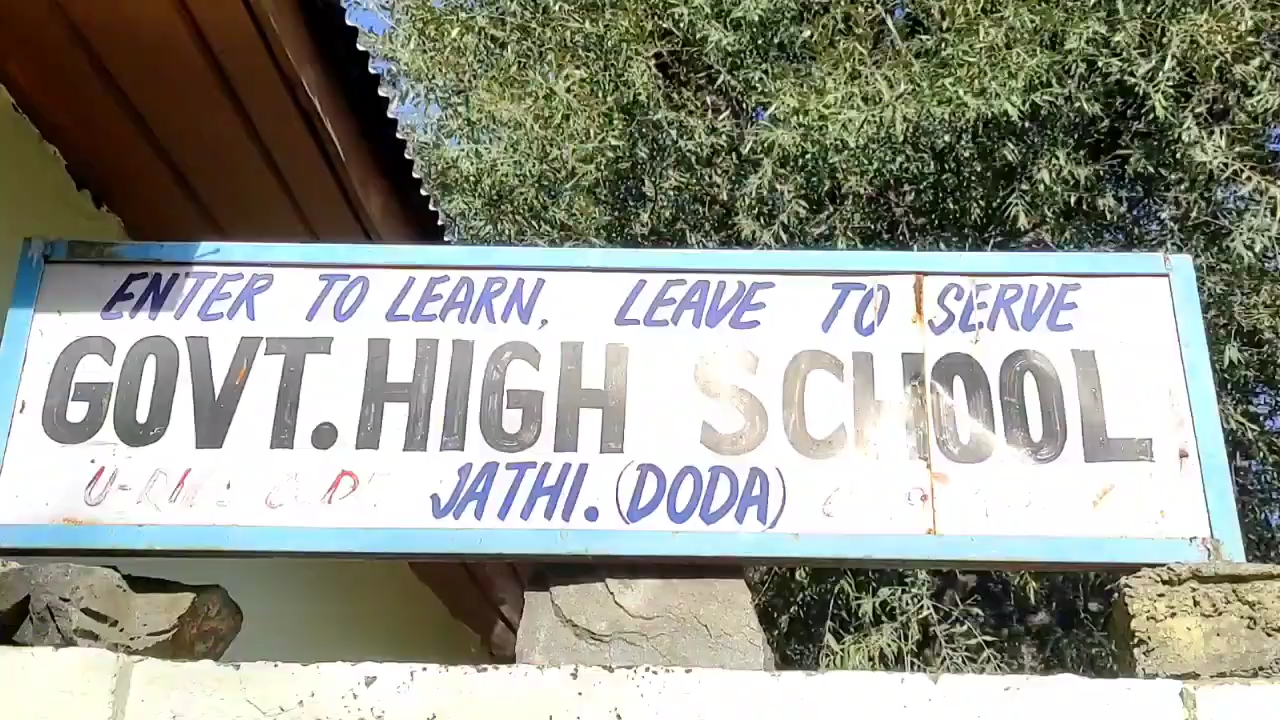 ENTER TO LEARN, LEAVE TO SERVE
GOVT. HIGH SCHOOL
JATHI. (DODA)